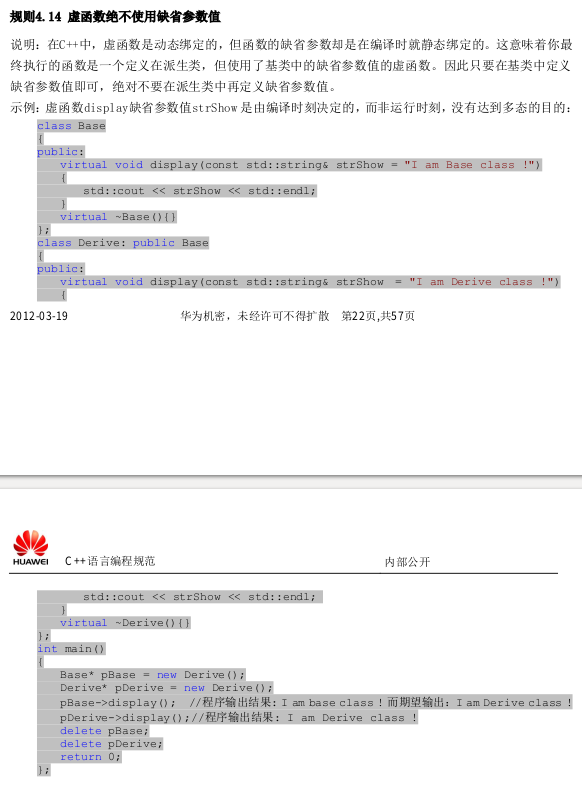 规则4.14 虚函数绝不使用缺省参数值
说明：在C++中，虚函数是动态绑定的，但函数的缺省参数却是在编译时就静态绑定的。这意味着你最
终执行的函数是一个定义在派生类，但使用了基类中的缺省参数值的虚函数。因此只要在基类中定义
缺省参数值即可，绝对不要在派生类中再定义缺省参数值。
示例：虚函数display缺省参数值strShow是由编译时刻决定的，而非运行时刻，没有达到多态的目的：
class Base
{
public:
virtual void display(const std::string& strShow = "I am Base class !")
{
std::cout << strShow << std::endl;
}
virtual ~Base(){}
};
class Derive: public Base
{
public:
virtual void display(const std::string& strShow = "I am Derive class !")
{
2012-03-19 华为机密，未经许可不得扩散 第22页,共57页
HUAWEI C++语言编程规范 内部公开
std::cout << strShow << std::endl;
}
virtual ~Derive(){}
};
int main()
{
Base* pBase = new Derive();
Derive* pDerive = new Derive();
pBase->display(); //程序输出结果：I am base class！而期望输出：I am Derive class！
pDerive->display();//程序输出结果：I am Derive class！
delete pBase;
delete pDerive;
return 0;
};